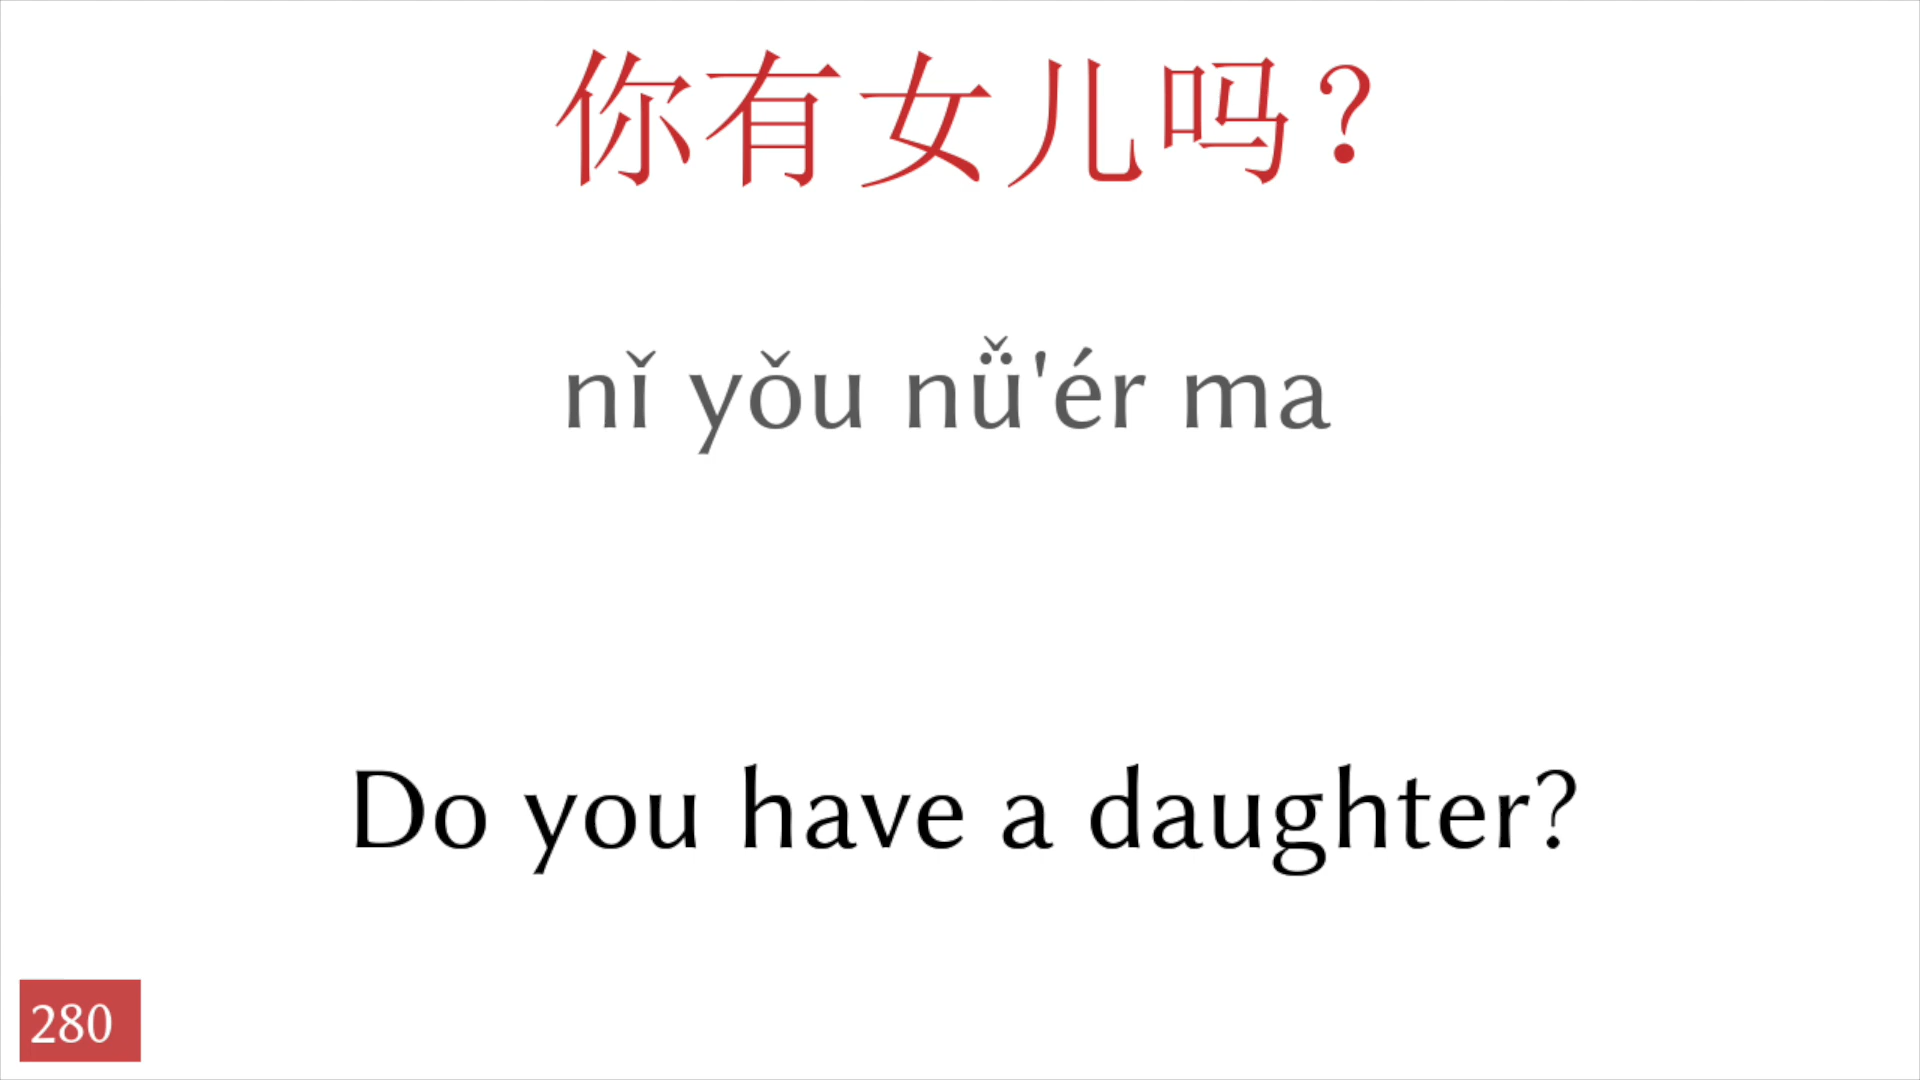 你有女儿吗？
nǐ yǒu nǚ'ér ma
Do you have a daughter?
280